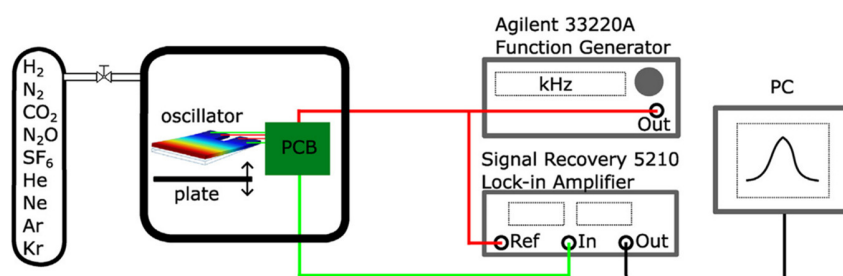 H2
N2
CO2
N2O
SF6
He
Ne
Ar
Kr
oscillator
PCB
plate
Agilent 33220A
Function Generator
kHz
Out
Signal Recovery 5210
Lock-in Amplifier
Ref
In
Out
PC